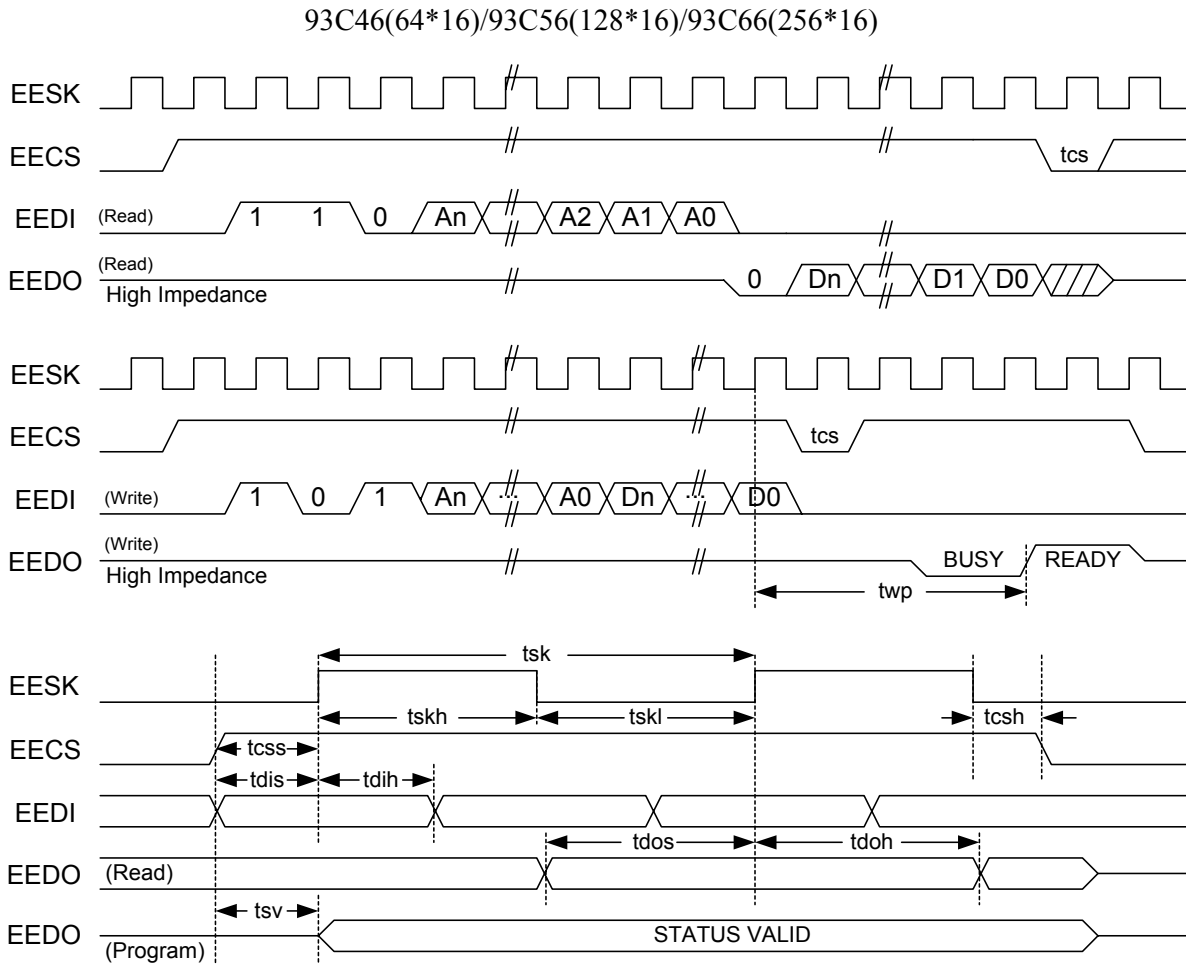 93C46(64*16)/93C56(128*16)/93C66(256*16)
EESK
EECS tcs
EEDI (Read) 1 1 0 An A2 A1 A0
EEDO (Read) 0 Dn D1 D0
High Impedance
EESK
EECS tcs
EEDI (Write) 1 0 1 An ... A0 Dn ... D0
EEDO (Write) BUSY READY
High Impedance
twp
tsk
EESK
tskh tskl tcsh
EECS tcss
tdis tdih
EEDI
tdos tdoh
EEDO (Read)
tsv
EEDO STATUS VALID
(Program)